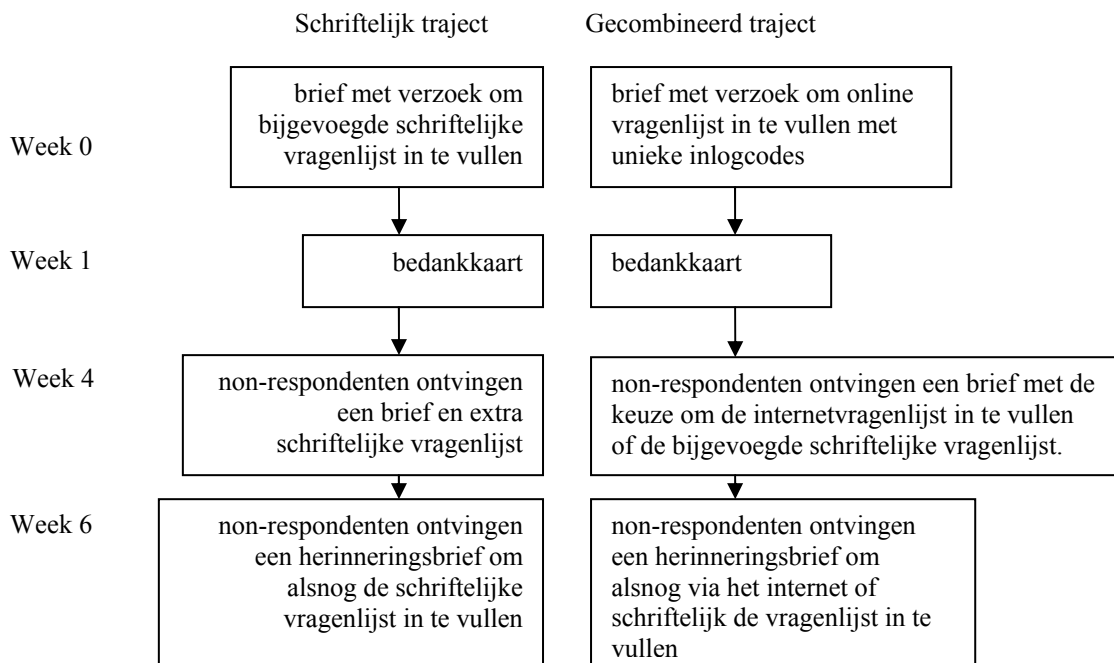 Schriftelijk traject
Gecombineerd traject
Week 0
brief met verzoek om
bijgevoegde schriftelijke
vragenlijst in te vullen
brief met verzoek om online
vragenlijst in te vullen met
unieke inlogcodes
Week 1
bedankkaart
bedankkaart
Week 4
non-respondenten ontvingen
een brief en extra
schriftelijke vragenlijst
non-respondenten ontvingen een brief met de
keuze om de internetvragenlijst in te vullen
of de bijgevoegde schriftelijke vragenlijst.
Week 6
non-respondenten ontvingen
een herinneringsbrief om
alsnog de schriftelijke
vragenlijst in te vullen
non-respondenten ontvingen
een herinneringsbrief om
alsnog via het internet of
schriftelijk de vragenlijst in te
vullen